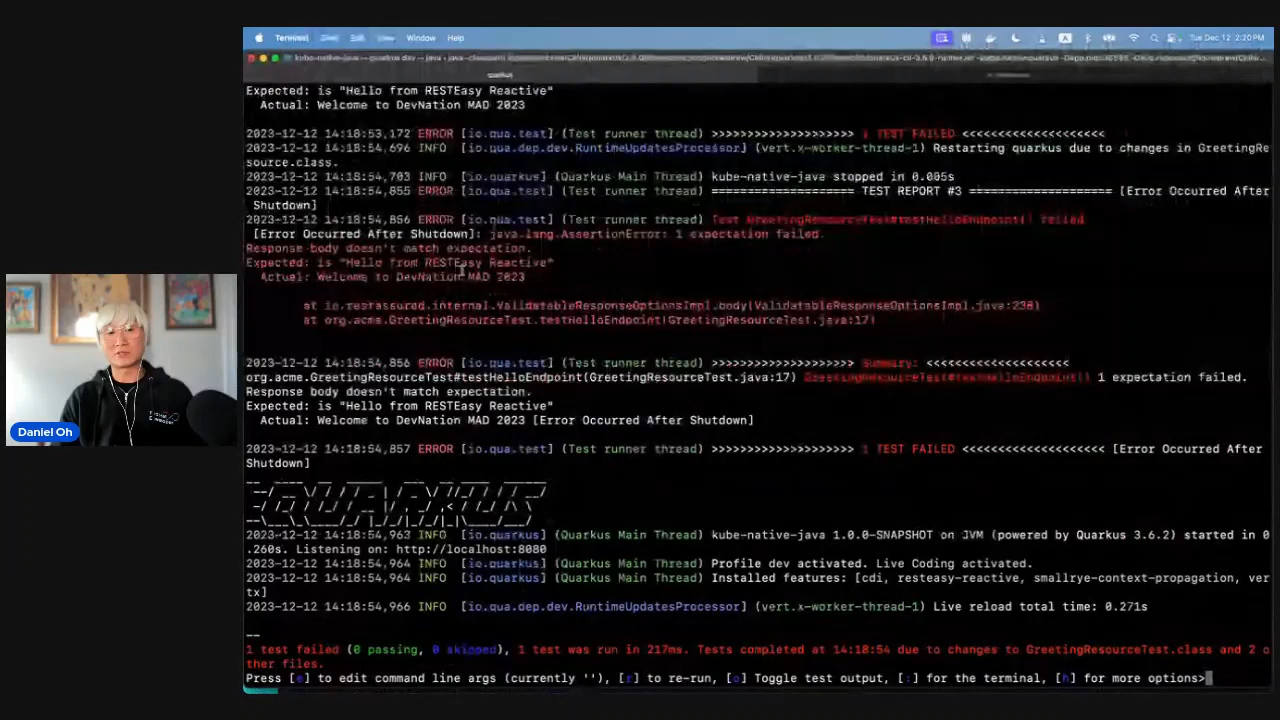 Terminal Shell Edit View Window Help Tue Dec 12 2:20PM
Expected: is "Hello from RESTEasy Reactive"
Actual: Welcome to DevNation MAD 2023
2023-12-12 14:18:53,172 ERROR [io.qua.test] (Test runner thread) >>>>>>>>>>>>>>>>>>>> 1 TEST FAILED <<<<<<<<<<<<<<<<<<<<
2023-12-12 14:18:54,696 INFO [io.qua.dep.dev.RuntimeUpdatesProcessor] (vert.x-worker-thread-1) Restarting quarkus due to changes in GreetingRe
source.class.
2023-12-12 14:18:54,703 INFO [io.quarkus] (Quarkus Main Thread) kube-native-java stopped in 0.005s
2023-12-12 14:18:54,855 ERROR [io.qua.test] (Test runner thread) ==================== TEST REPORT #3 ==================== [Error Occurred After
Shutdown]
2023-12-12 14:18:54,856 ERROR [io.qua.test] (Test runner thread) Test GreetingResourceTest#testHelloEndpoint() failed
[Error Occurred After Shutdown]: java.lang.AssertionError: 1 expectation failed.
Response body doesn't match expectation.
Expected: is "Hello from RESTEasy Reactive"
Actual: Welcome to DevNation MAD 2023
at io.restassured.internal.ValidatableResponseOptionsImpl.body(ValidatableResponseOptionsImpl.java:238)
at org.acme.GreetingResourceTest.testHelloEndpoint(GreetingResourceTest.java:17)
2023-12-12 14:18:54,856 ERROR [io.qua.test] (Test runner thread) >>>>>>>>>>>>>>>>>>>> Summary: <<<<<<<<<<<<<<<<<<<<
org.acme.GreetingResourceTest#testHelloEndpoint(GreetingResourceTest.java:17) GreetingResourceTest#testHelloEndpoint() 1 expectation failed.
Response body doesn't match expectation.
Expected: is "Hello from RESTEasy Reactive"
Actual: Welcome to DevNation MAD 2023 [Error Occurred After Shutdown]
2023-12-12 14:18:54,857 ERROR [io.qua.test] (Test runner thread) >>>>>>>>>>>>>>>>>>>> 1 TEST FAILED <<<<<<<<<<<<<<<<<<<< [Error Occurred After
Shutdown]
QUARKUS
2023-12-12 14:18:54,963 INFO [io.quarkus] (Quarkus Main Thread) kube-native-java 1.0.0-SNAPSHOT on JVM (powered by Quarkus 3.6.2) started in 0
.260s. Listening on: http://localhost:8080
2023-12-12 14:18:54,964 INFO [io.quarkus] (Quarkus Main Thread) Profile dev activated. Live Coding activated.
2023-12-12 14:18:54,964 INFO [io.quarkus] (Quarkus Main Thread) Installed features: [cdi, resteasy-reactive, smallrye-context-propagation, ver
tx]
2023-12-12 14:18:54,966 INFO [io.qua.dep.dev.RuntimeUpdatesProcessor] (vert.x-worker-thread-1) Live reload total time: 0.271s
--
1 test failed (0 passing, 0 skipped), 1 test was run in 217ms. Tests completed at 14:18:54 due to changes to GreetingResourceTest.class and 2 o
ther files.
Press [e] to edit command line args (currently ''), [r] to re-run, [o] Toggle test output, [:] for the terminal, [h] for more options>
Daniel Oh